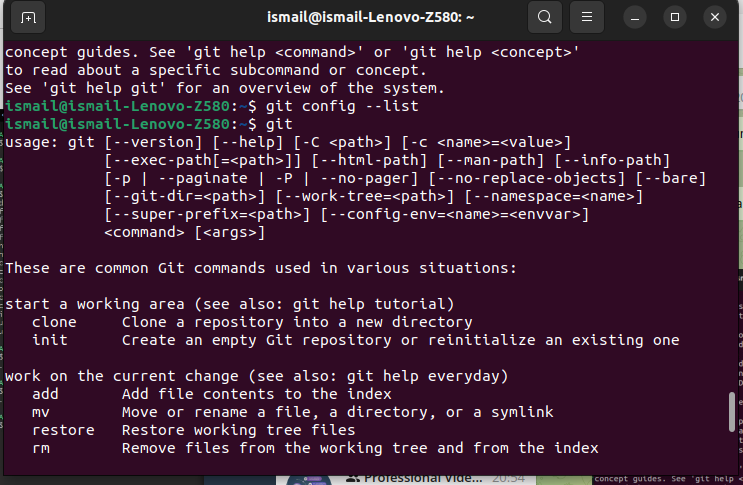 ismail@ismail-Lenovo-Z580: ~
concept guides. See 'git help <command>' or 'git help <concept>'
to read about a specific subcommand or concept.
See 'git help git' for an overview of the system.
ismail@ismail-Lenovo-Z580:~$ git config --list
ismail@ismail-Lenovo-Z580:~$ git
usage: git [--version] [--help] [-C <path>] [-c <name>=<value>]
           [--exec-path[=<path>]] [--html-path] [--man-path] [--info-path]
           [-p | --paginate | -P | --no-pager] [--no-replace-objects] [--bare]
           [--git-dir=<path>] [--work-tree=<path>] [--namespace=<name>]
           [--super-prefix=<path>] [--config-env=<name>=<envvar>]
           <command> [<args>]
These are common Git commands used in various situations:
start a working area (see also: git help tutorial)
   clone     Clone a repository into a new directory
   init      Create an empty Git repository or reinitialize an existing one
work on the current change (see also: git help everyday)
   add       Add file contents to the index
   mv        Move or rename a file, a directory, or a symlink
   restore   Restore working tree files
   rm        Remove files from the working tree and from the index
Professional Vide... 20:54
concept guides. See 'git help <